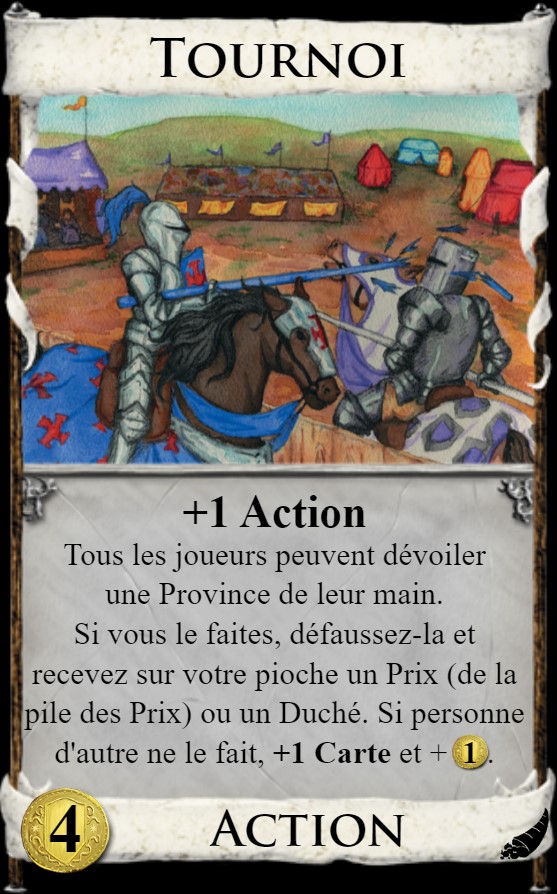 Tournoi
+1 Action
Tous les joueurs peuvent dévoiler
une Province de leur main.
Si vous le faites, défaussez-la et
recevez sur votre pioche un Prix (de la
pile des Prix) ou un Duché. Si personne
d'autre ne le fait, +1 Carte et + 1.
4 Action